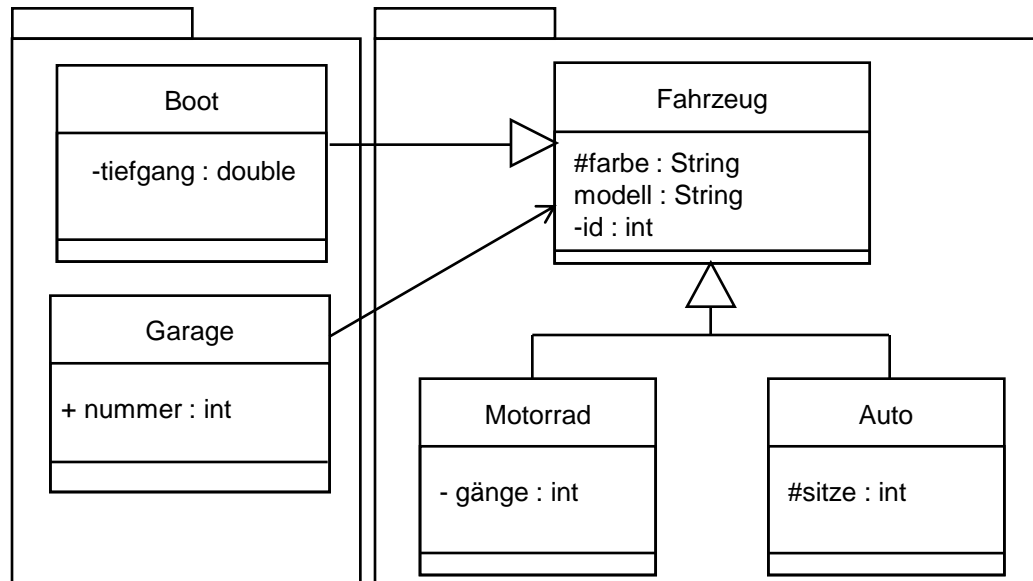 Boot
-tiefgang : double
Garage
+ nummer : int
Fahrzeug
#farbe : String
modell : String
-id : int
Motorrad
- gänge : int
Auto
#sitze : int